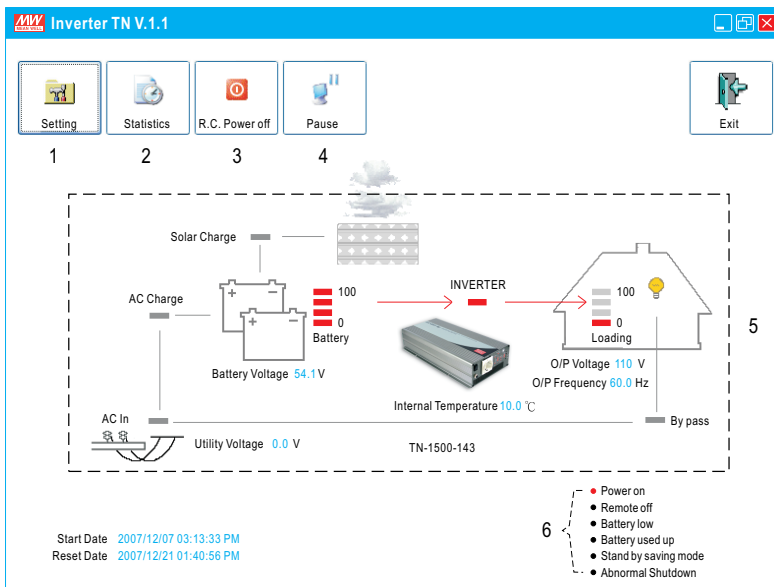 MW MEAN WELL Inverter TN V.1.1
Setting Statistics R.C. Power off Pause Exit
1 2 3 4
Solar Charge
INVERTER
100
100
AC Charge
+ −
+ −
0
Battery
0
Loading
5
Battery Voltage 54.1 V
O/P Voltage 110 V
O/P Frequency 60.0 Hz
Internal Temperature 10.0 ℃
AC In
By pass
Utility Voltage 0.0 V
TN-1500-143
6
Power on
Remote off
Battery low
Battery used up
Stand by saving mode
Abnormal Shutdown
Start Date 2007/12/07 03:13:33 PM
Reset Date 2007/12/21 01:40:56 PM